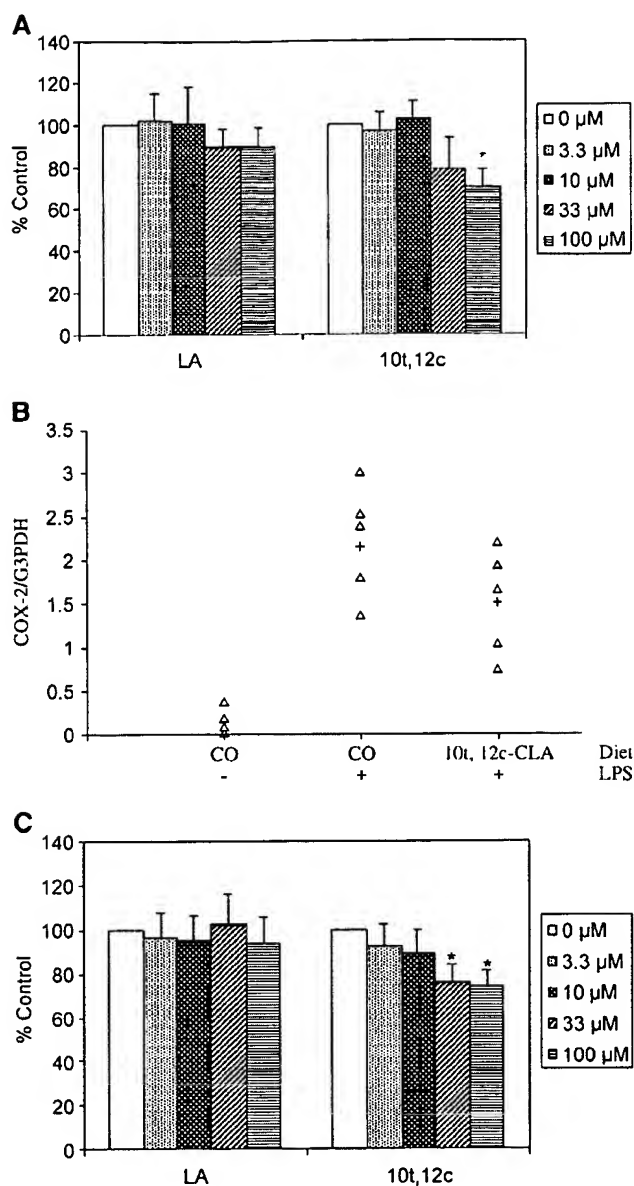 A
140
120
100
80
60
40
20
0
% Control
LA
10t,12c
*
0 µM
3.3 µM
10 µM
33 µM
100 µM
B
3.5
3
2.5
2
1.5
1
0.5
0
COX-2/G3PDH
CO CO 10t, 12c-CLA Diet
- + + LPS
C
140
120
100
80
60
40
20
0
% Control
* *
LA
10t,12c
0 µM
3.3 µM
10 µM
33 µM
100 µM